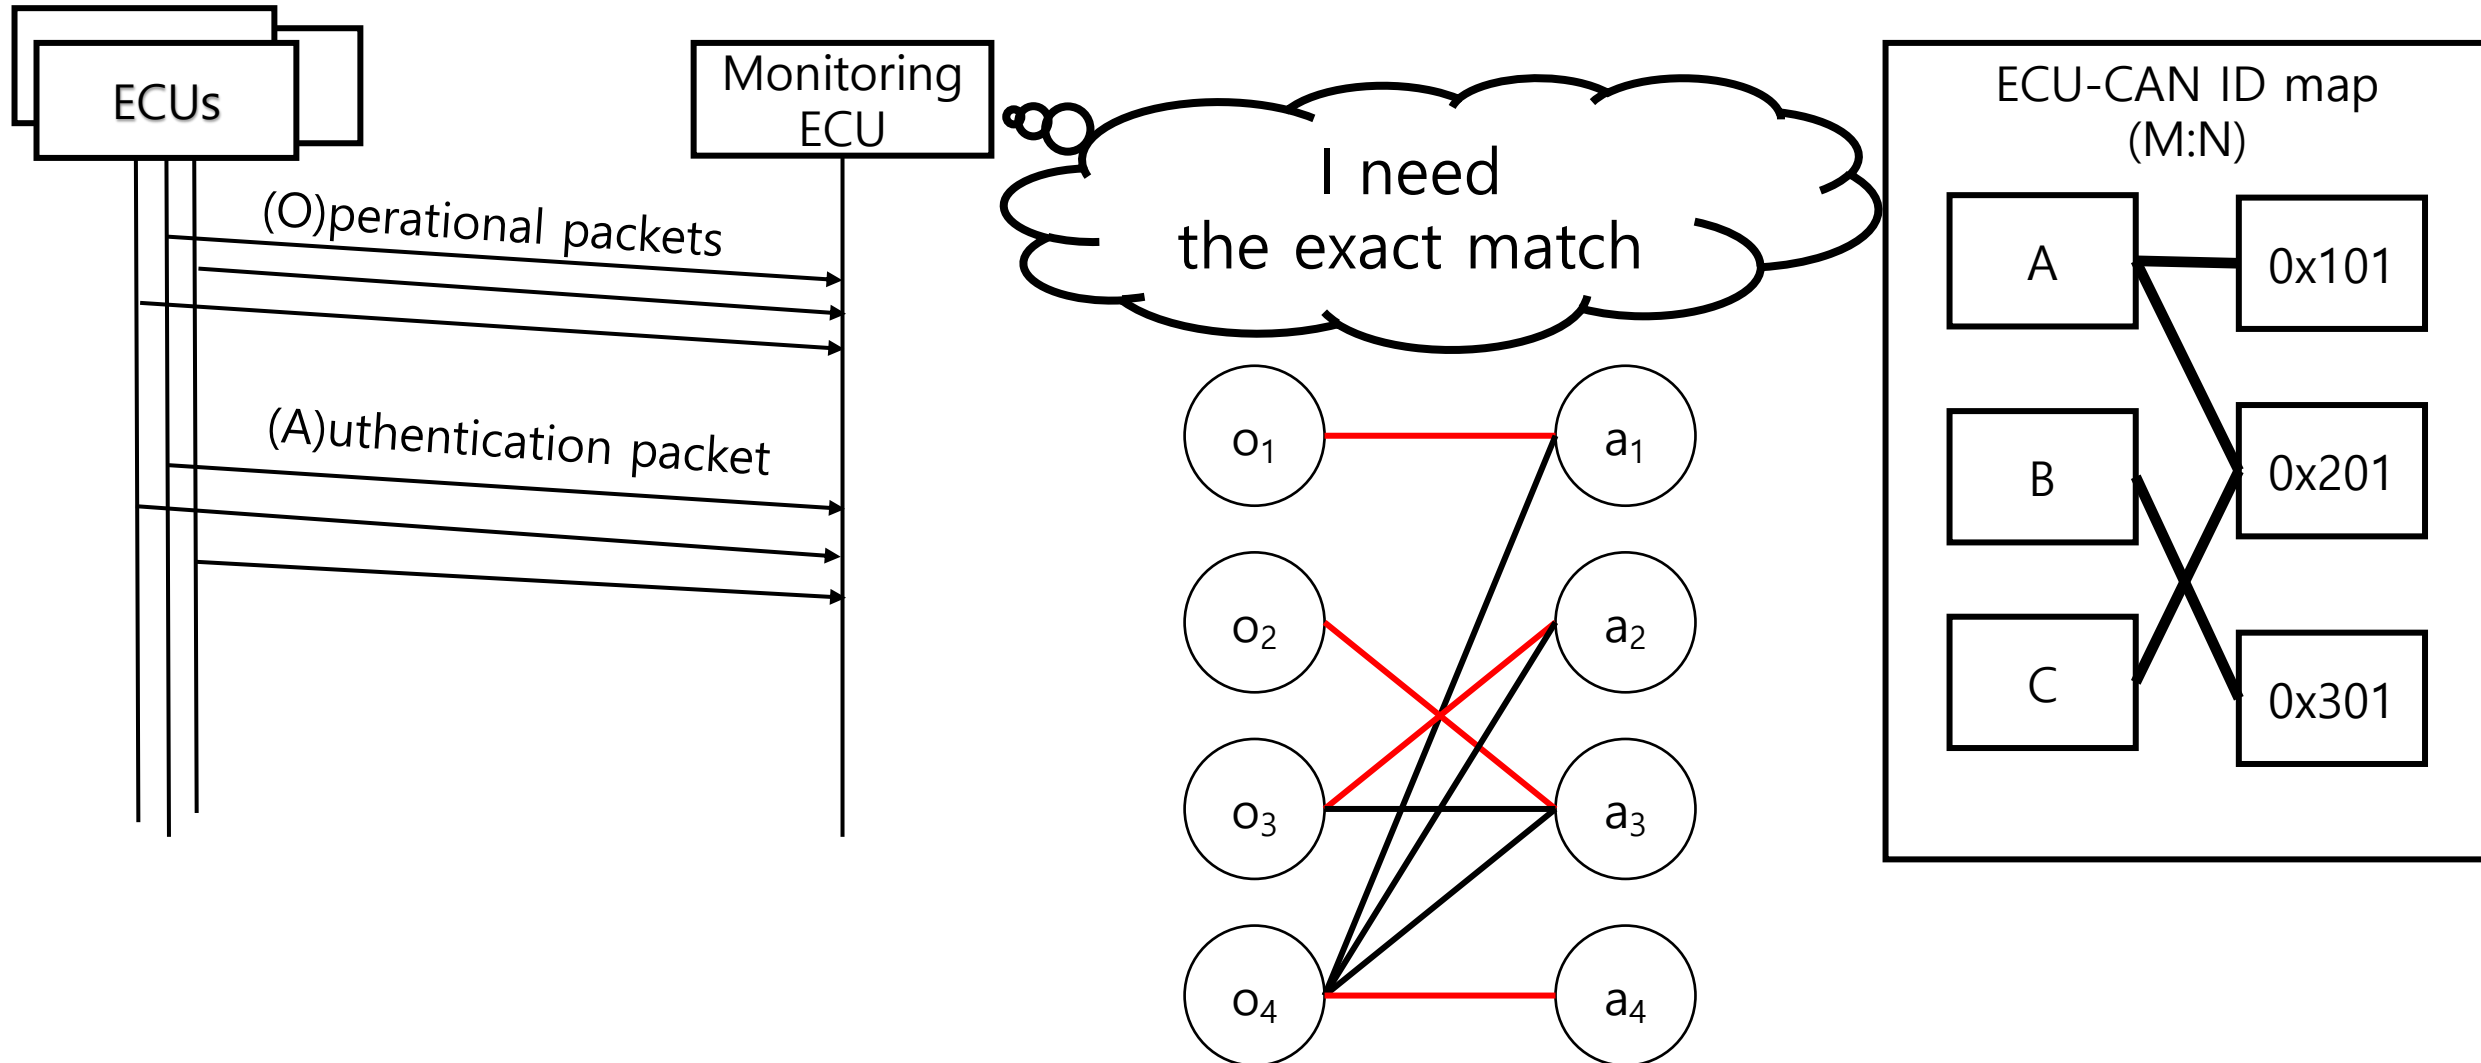 ECUs
Monitoring
ECU
(O)perational packets
(A)uthentication packet
I need
the exact match
o₁
a₁
o₂
a₂
o₃
a₃
o₄
a₄
ECU-CAN ID map
(M:N)
A
0x101
B
0x201
C
0x301